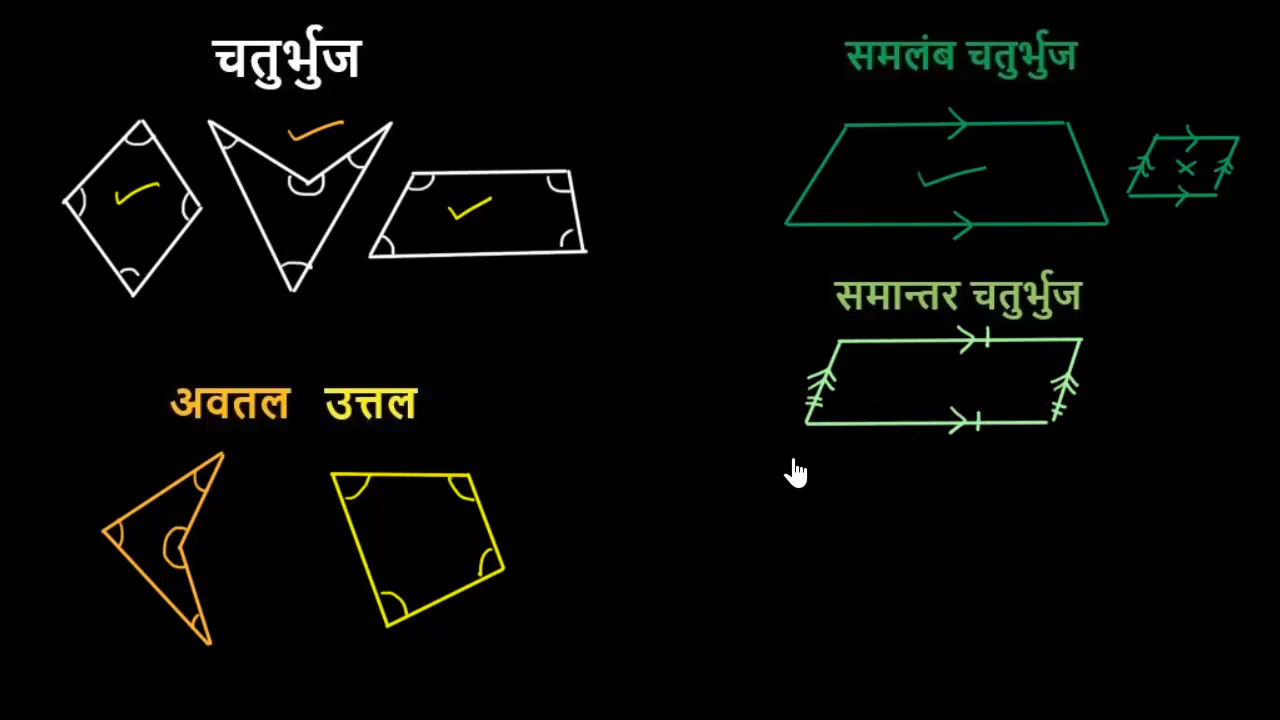 चतुर्भुज
समलंब चतुर्भुज
समान्तर चतुर्भुज
अवतल उत्तल